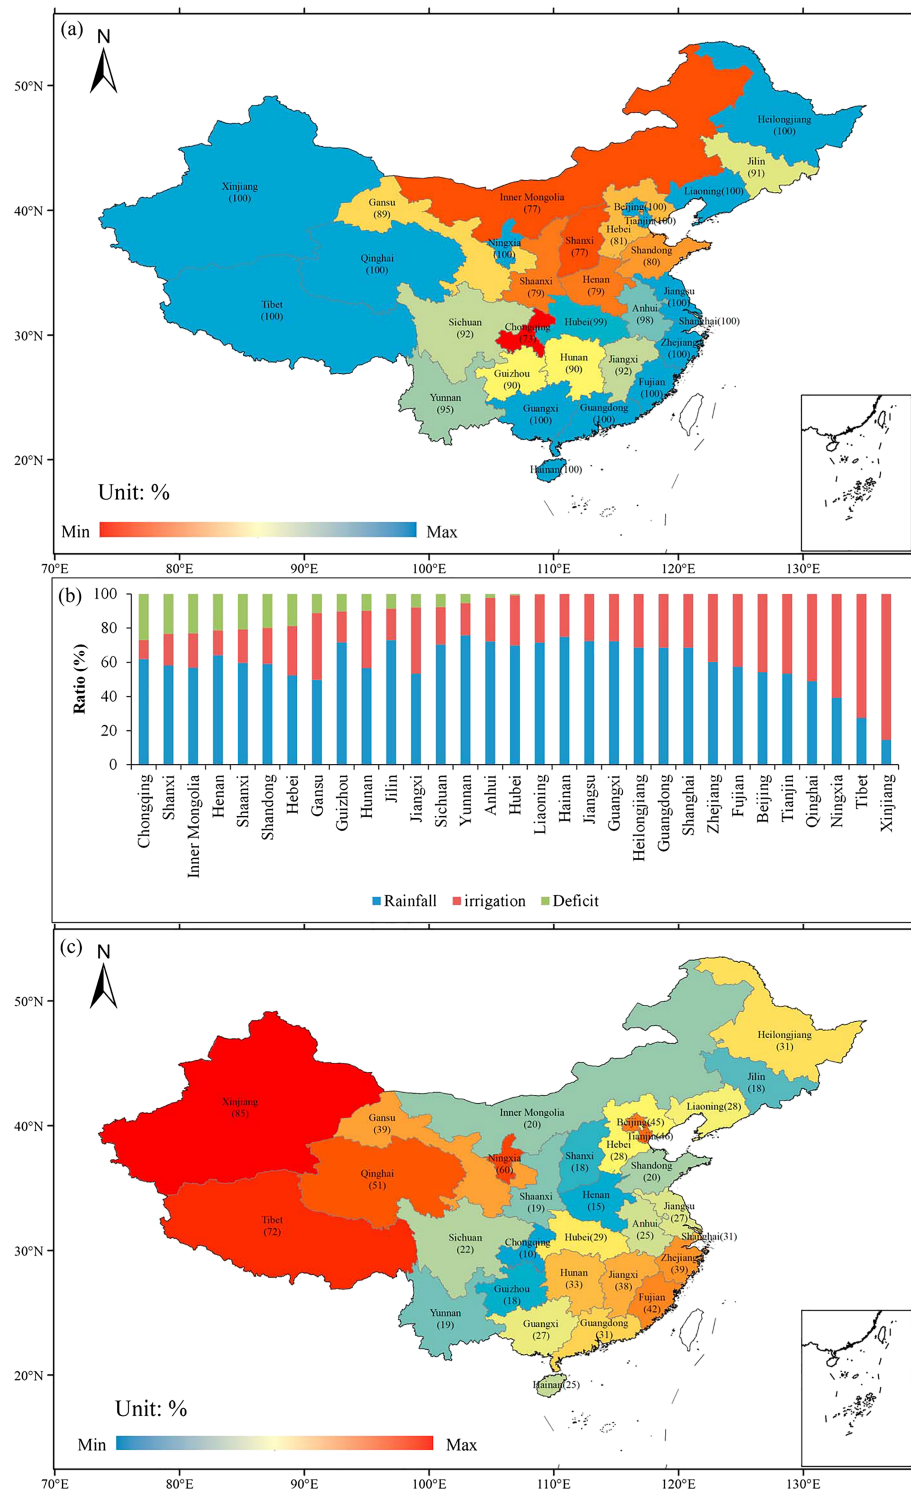 (a)
N
50°N
40°N
30°N
20°N
Heilongjiang
(100)
Jilin
(91)
Xinjiang
(100)
Liaoning(100)
Gansu
(89)
Inner Mongolia
(77)
Beijing(100)
Tianjin(100)
Hebei
(81)
Ningxia
(100)
Shanxi
(77)
Shandong
(80)
Qinghai
(100)
Shaanxi
(79)
Henan
(79)
Jiangsu
(100)
Tibet
(100)
Anhui
(98)
Sichuan
(92)
Chongqing
(73)
Hubei(99)
Shanghai(100)
Zhejiang
(100)
Hunan
(90)
Jiangxi
(92)
Guizhou
(90)
Fujian
(100)
Yunnan
(95)
Guangxi
(100)
Guangdong
(100)
Hainan(100)
Unit: %
Min
Max
70°E
80°E
90°E
100°E
110°E
120°E
130°E
(b)
Ratio (%)
100
80
60
40
20
0
Chongqing
Shanxi
Inner Mongolia
Henan
Shaanxi
Shandong
Hebei
Gansu
Guizhou
Hunan
Jilin
Jiangxi
Sichuan
Yunnan
Anhui
Hubei
Liaoning
Hainan
Jiangsu
Guangxi
Heilongjiang
Guangdong
Shanghai
Zhejiang
Fujian
Beijing
Tianjin
Qinghai
Ningxia
Tibet
Xinjiang
Rainfall irrigation Deficit
(c)
N
50°N
40°N
30°N
20°N
Heilongjiang
(31)
Jilin
(18)
Xinjiang
(85)
Liaoning(28)
Gansu
(39)
Inner Mongolia
(20)
Beijing(45)
Tianjin(46)
Hebei
(28)
Ningxia
(60)
Shanxi
(18)
Shandong
(20)
Qinghai
(51)
Shaanxi
(19)
Henan
(15)
Jiangsu
(27)
Tibet
(72)
Anhui
(25)
Sichuan
(22)
Chongqing
(10)
Hubei(29)
Shanghai(31)
Zhejiang
(39)
Hunan
(33)
Jiangxi
(38)
Guizhou
(18)
Fujian
(42)
Yunnan
(19)
Guangxi
(27)
Guangdong
(31)
Hainan(25)
Unit: %
Min
Max
70°E
80°E
90°E
100°E
110°E
120°E
130°E